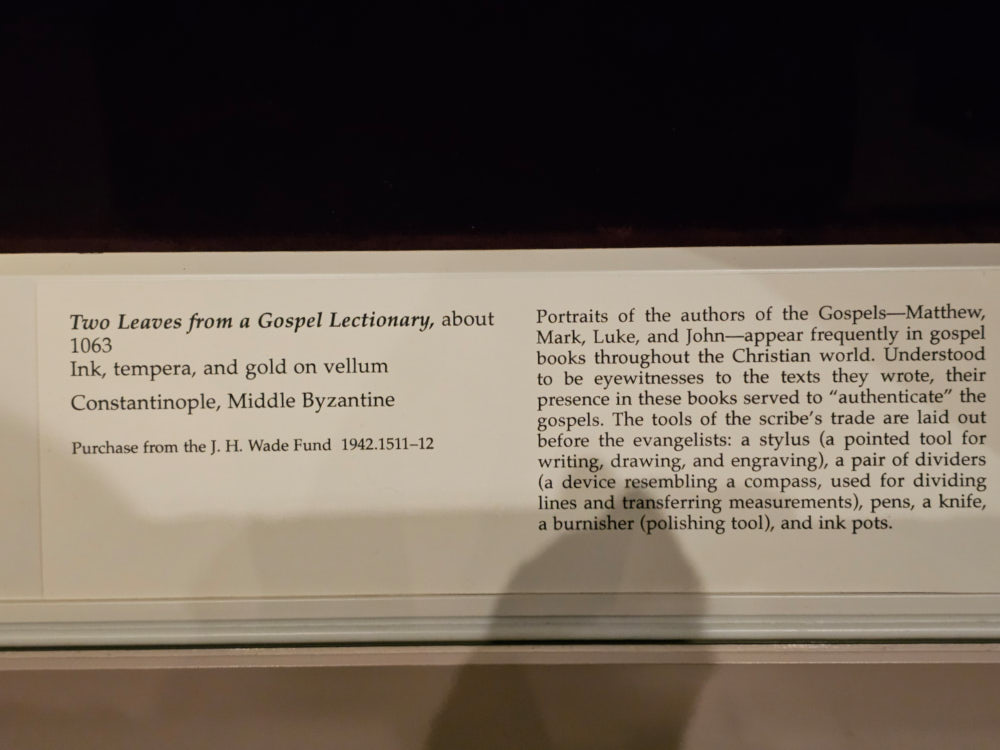 Two Leaves from a Gospel Lectionary, about
1063
Ink, tempera, and gold on vellum
Constantinople, Middle Byzantine
Purchase from the J. H. Wade Fund 1942.1511–12
Portraits of the authors of the Gospels—Matthew,
Mark, Luke, and John—appear frequently in gospel
books throughout the Christian world. Understood
to be eyewitnesses to the texts they wrote, their
presence in these books served to “authenticate” the
gospels. The tools of the scribe’s trade are laid out
before the evangelists: a stylus (a pointed tool for
writing, drawing, and engraving), a pair of dividers
(a device resembling a compass, used for dividing
lines and transferring measurements), pens, a knife,
a burnisher (polishing tool), and ink pots.